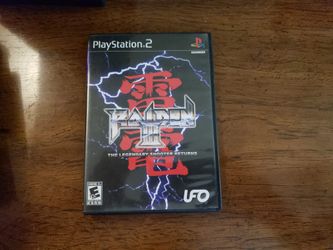 PlayStation 2
雷電
RAIDEN
III
THE LEGENDARY SHOOTER RETURNS
E
UFO